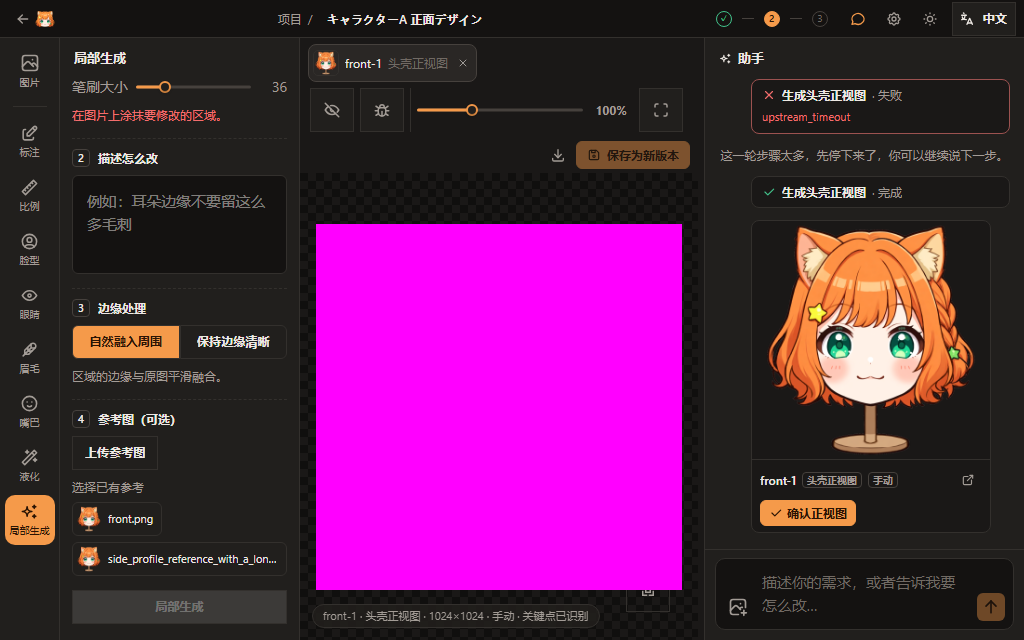 项目 / キャラクターA 正面デザイン
2
3
中文
图片
标注
比例
脸型
眼睛
眉毛
嘴巴
液化
局部生成
局部生成
笔刷大小 36
在图片上涂抹要修改的区域。
2 描述怎么改
例如：耳朵边缘不要留这么
多毛刺
3 边缘处理
自然融入周围 保持边缘清晰
区域的边缘与原图平滑融合。
4 参考图（可选）
上传参考图
选择已有参考
front.png
side_profile_reference_with_a_lon...
局部生成
front-1 头壳正视图
100%
保存为新版本
front-1 · 头壳正视图 · 1024×1024 · 手动 · 关键点已识别
助手
生成头壳正视图 · 失败
upstream_timeout
这一轮步骤太多，先停下来了，你可以继续说下一步。
生成头壳正视图 · 完成
front-1 头壳正视图 手动
确认正视图
描述你的需求，或者告诉我要
怎么改...